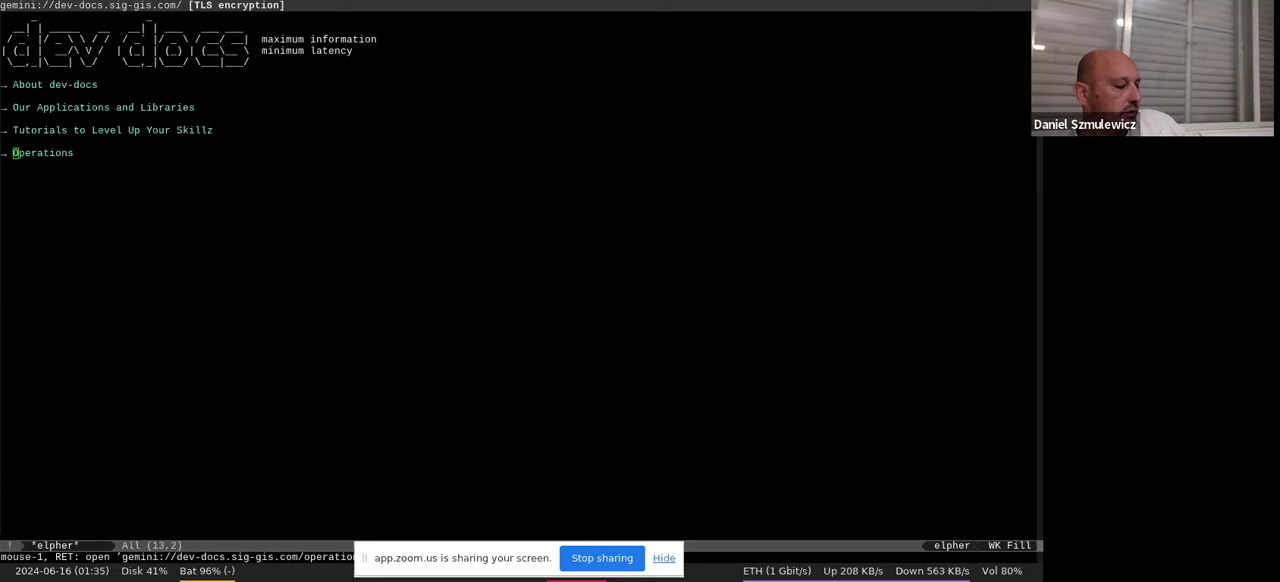 gemini://dev-docs.sig-gis.com/ [TLS encryption]
dev docs
maximum information
minimum latency
→ About dev-docs
→ Our Applications and Libraries
→ Tutorials to Level Up Your Skillz
→ Operations
Daniel Szmulewicz
! *elpher* All (13,2) elpher WK Fill
mouse-1, RET: open ‘gemini://dev-docs.sig-gis.com/operatio
app.zoom.us is sharing your screen. Stop sharing Hide
2024-06-16 (01:35) Disk 41% Bat 96% (-) ETH (1 Gbit/s) Up 208 KB/s Down 563 KB/s Vol 80%